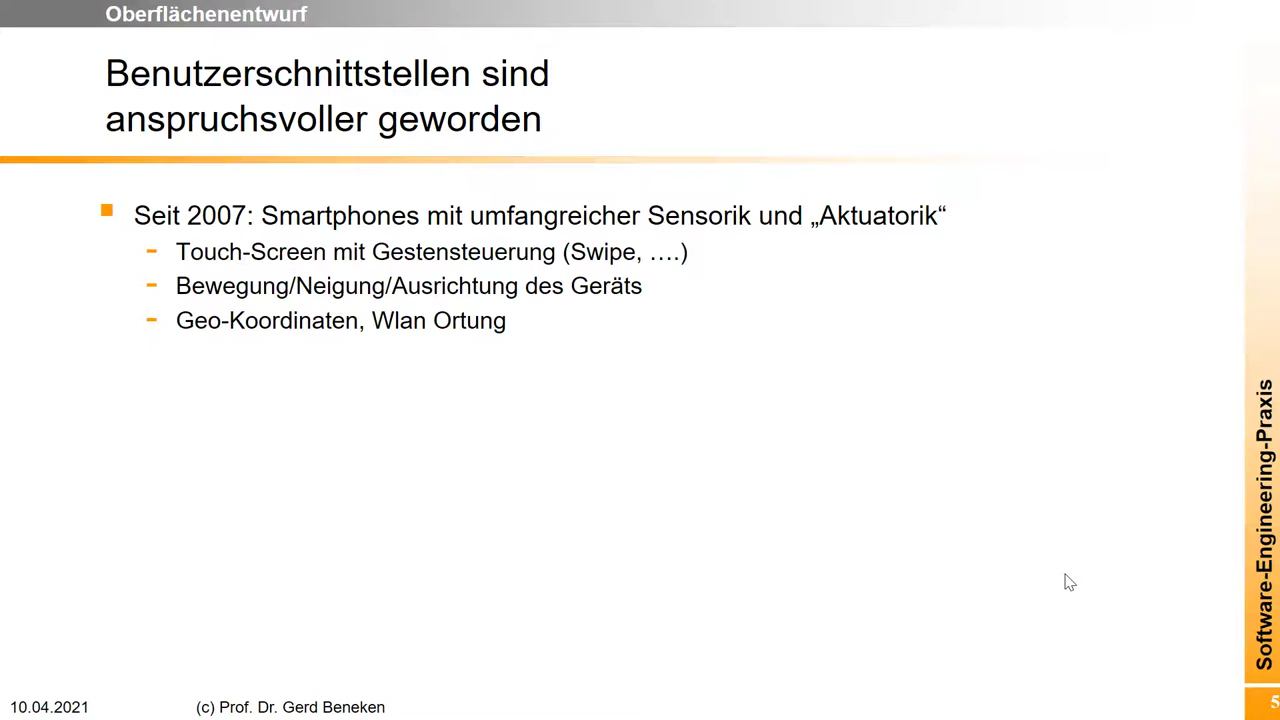 Oberflächenentwurf
Benutzerschnittstellen sind
anspruchsvoller geworden
Seit 2007: Smartphones mit umfangreicher Sensorik und „Aktuatorik“
Touch-Screen mit Gestensteuerung (Swipe, ….)
Bewegung/Neigung/Ausrichtung des Geräts
Geo-Koordinaten, Wlan Ortung
Software-Engineering-Praxis
10.04.2021
(c) Prof. Dr. Gerd Beneken
5